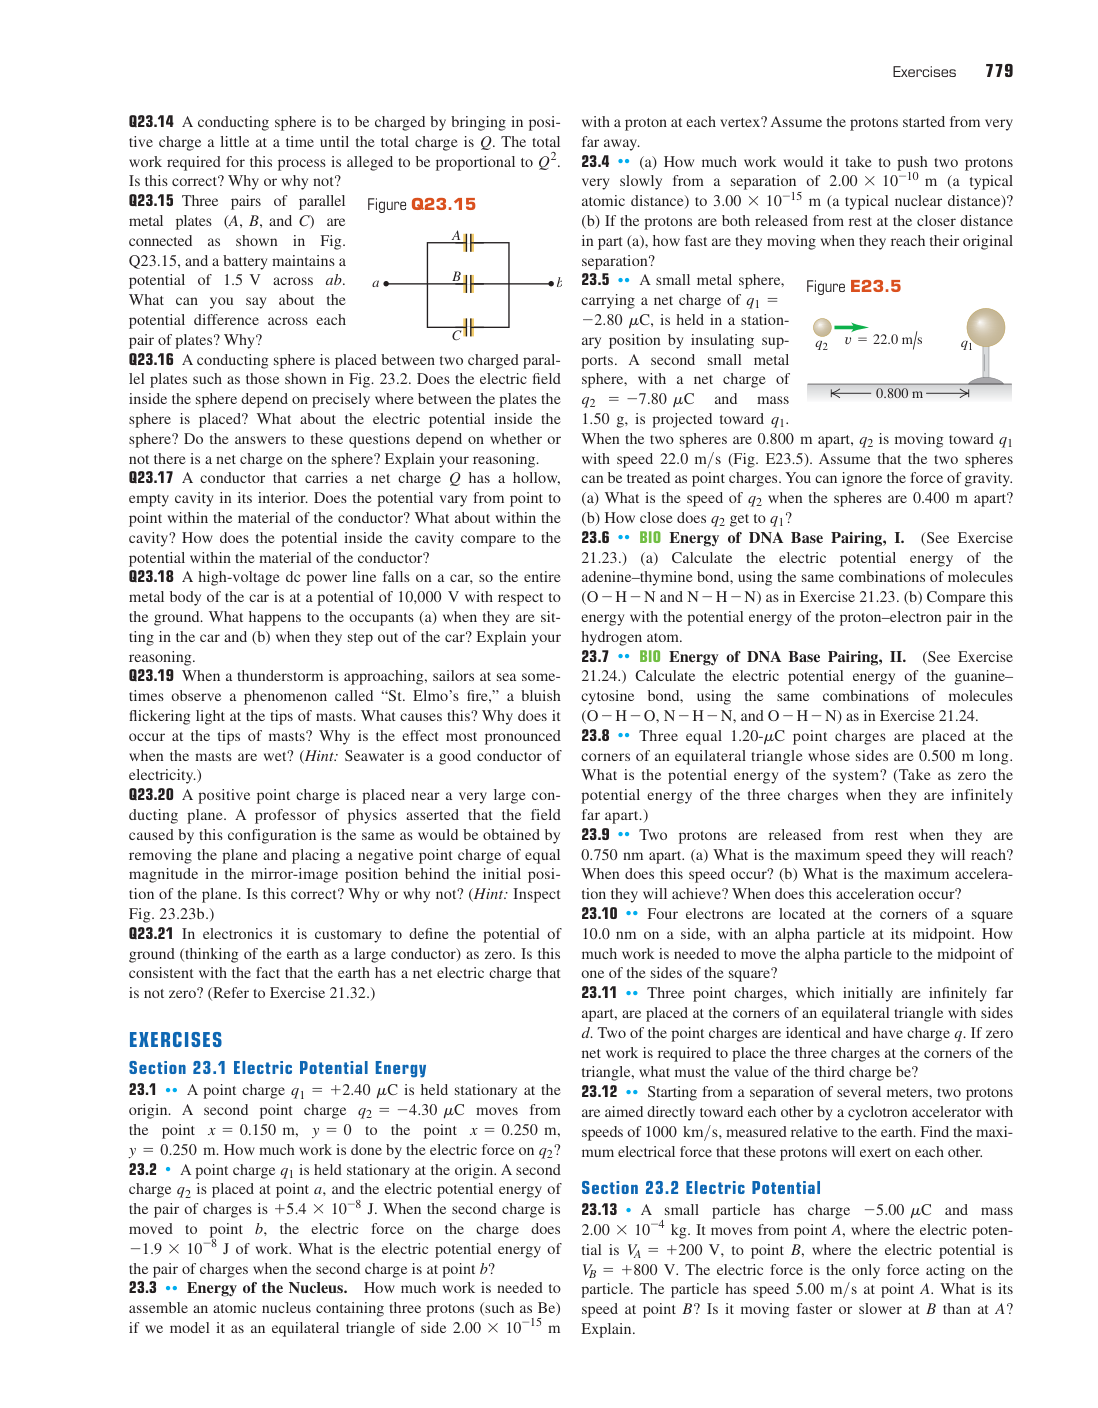 Exercises 779
Q23.14 A conducting sphere is to be charged by bringing in posi-
tive charge a little at a time until the total charge is Q. The total
work required for this process is alleged to be proportional to Q².
Is this correct? Why or why not?
Q23.15 Three pairs of parallel
metal plates (A, B, and C) are
connected as shown in Fig.
Q23.15, and a battery maintains a
potential of 1.5 V across ab.
What can you say about the
potential difference across each
pair of plates? Why?
Figure Q23.15
A
B
a
b
C
Q23.16 A conducting sphere is placed between two charged paral-
lel plates such as those shown in Fig. 23.2. Does the electric field
inside the sphere depend on precisely where between the plates the
sphere is placed? What about the electric potential inside the
sphere? Do the answers to these questions depend on whether or
not there is a net charge on the sphere? Explain your reasoning.
Q23.17 A conductor that carries a net charge Q has a hollow,
empty cavity in its interior. Does the potential vary from point to
point within the material of the conductor? What about within the
cavity? How does the potential inside the cavity compare to the
potential within the material of the conductor?
Q23.18 A high-voltage dc power line falls on a car, so the entire
metal body of the car is at a potential of 10,000 V with respect to
the ground. What happens to the occupants (a) when they are sit-
ting in the car and (b) when they step out of the car? Explain your
reasoning.
Q23.19 When a thunderstorm is approaching, sailors at sea some-
times observe a phenomenon called “St. Elmo’s fire,” a bluish
flickering light at the tips of masts. What causes this? Why does it
occur at the tips of masts? Why is the effect most pronounced
when the masts are wet? (Hint: Seawater is a good conductor of
electricity.)
Q23.20 A positive point charge is placed near a very large con-
ducting plane. A professor of physics asserted that the field
caused by this configuration is the same as would be obtained by
removing the plane and placing a negative point charge of equal
magnitude in the mirror-image position behind the initial posi-
tion of the plane. Is this correct? Why or why not? (Hint: Inspect
Fig. 23.23b.)
Q23.21 In electronics it is customary to define the potential of
ground (thinking of the earth as a large conductor) as zero. Is this
consistent with the fact that the earth has a net electric charge that
is not zero? (Refer to Exercise 21.32.)
EXERCISES
Section 23.1 Electric Potential Energy
23.1 •• A point charge q₁ = +2.40 μC is held stationary at the
origin. A second point charge q₂ = −4.30 μC moves from
the point x = 0.150 m, y = 0 to the point x = 0.250 m,
y = 0.250 m. How much work is done by the electric force on q₂?
23.2 • A point charge q₁ is held stationary at the origin. A second
charge q₂ is placed at point a, and the electric potential energy of
the pair of charges is +5.4 × 10⁻⁸ J. When the second charge is
moved to point b, the electric force on the charge does
−1.9 × 10⁻⁸ J of work. What is the electric potential energy of
the pair of charges when the second charge is at point b?
23.3 •• Energy of the Nucleus. How much work is needed to
assemble an atomic nucleus containing three protons (such as Be)
if we model it as an equilateral triangle of side 2.00 × 10⁻¹⁵ m
with a proton at each vertex? Assume the protons started from very
far away.
23.4 •• (a) How much work would it take to push two protons
very slowly from a separation of 2.00 × 10⁻¹⁰ m (a typical
atomic distance) to 3.00 × 10⁻¹⁵ m (a typical nuclear distance)?
(b) If the protons are both released from rest at the closer distance
in part (a), how fast are they moving when they reach their original
separation?
23.5 •• A small metal sphere,
carrying a net charge of q₁ =
−2.80 μC, is held in a station-
ary position by insulating sup-
ports. A second small metal
sphere, with a net charge of
q₂ = −7.80 μC and mass
1.50 g, is projected toward q₁.
Figure E23.5
q₂ v = 22.0 m/s q₁
0.800 m
When the two spheres are 0.800 m apart, q₂ is moving toward q₁
with speed 22.0 m/s (Fig. E23.5). Assume that the two spheres
can be treated as point charges. You can ignore the force of gravity.
(a) What is the speed of q₂ when the spheres are 0.400 m apart?
(b) How close does q₂ get to q₁?
23.6 •• BIO Energy of DNA Base Pairing, I. (See Exercise
21.23.) (a) Calculate the electric potential energy of the
adenine–thymine bond, using the same combinations of molecules
(O−H−N and N−H−N) as in Exercise 21.23. (b) Compare this
energy with the potential energy of the proton–electron pair in the
hydrogen atom.
23.7 •• BIO Energy of DNA Base Pairing, II. (See Exercise
21.24.) Calculate the electric potential energy of the guanine–
cytosine bond, using the same combinations of molecules
(O−H−O, N−H−N, and O−H−N) as in Exercise 21.24.
23.8 •• Three equal 1.20-μC point charges are placed at the
corners of an equilateral triangle whose sides are 0.500 m long.
What is the potential energy of the system? (Take as zero the
potential energy of the three charges when they are infinitely
far apart.)
23.9 •• Two protons are released from rest when they are
0.750 nm apart. (a) What is the maximum speed they will reach?
When does this speed occur? (b) What is the maximum accelera-
tion they will achieve? When does this acceleration occur?
23.10 •• Four electrons are located at the corners of a square
10.0 nm on a side, with an alpha particle at its midpoint. How
much work is needed to move the alpha particle to the midpoint of
one of the sides of the square?
23.11 •• Three point charges, which initially are infinitely far
apart, are placed at the corners of an equilateral triangle with sides
d. Two of the point charges are identical and have charge q. If zero
net work is required to place the three charges at the corners of the
triangle, what must the value of the third charge be?
23.12 •• Starting from a separation of several meters, two protons
are aimed directly toward each other by a cyclotron accelerator with
speeds of 1000 km/s, measured relative to the earth. Find the maxi-
mum electrical force that these protons will exert on each other.
Section 23.2 Electric Potential
23.13 • A small particle has charge −5.00 μC and mass
2.00 × 10⁻⁴ kg. It moves from point A, where the electric poten-
tial is V_A = +200 V, to point B, where the electric potential is
V_B = +800 V. The electric force is the only force acting on the
particle. The particle has speed 5.00 m/s at point A. What is its
speed at point B? Is it moving faster or slower at B than at A?
Explain.